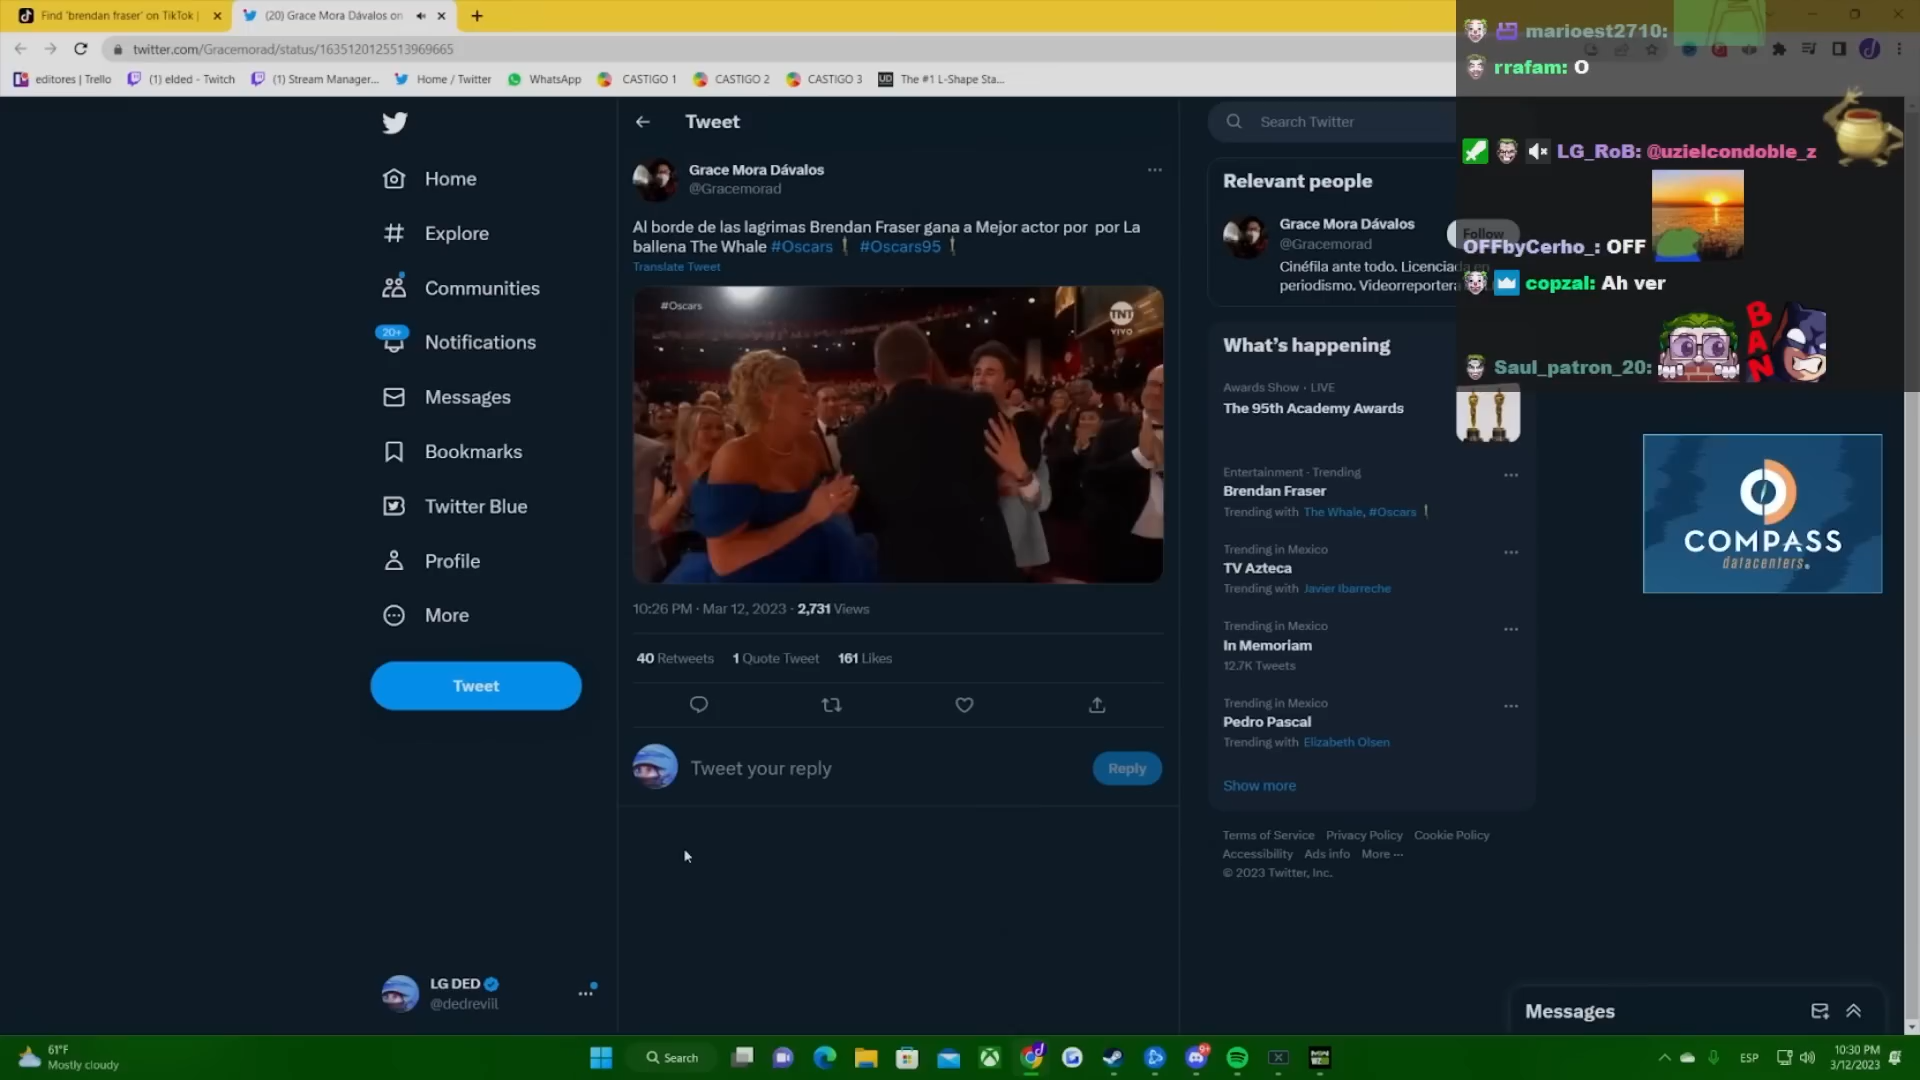 Find 'brendan fraser' on TikTok |
(20) Grace Mora Dávalos on
twitter.com/Gracemorad/status/1635120125513969665
editores | Trello
(1) elded - Twitch
(1) Stream Manager...
Home / Twitter
WhatsApp
CASTIGO 1
CASTIGO 2
CASTIGO 3
UD
The #1 L-Shape Sta...
Home
Explore
Communities
20+
Notifications
Messages
Bookmarks
Twitter Blue
Profile
More
Tweet
LG DED
@dedreviil
Tweet
Grace Mora Dávalos
@Gracemorad
Al borde de las lagrimas Brendan Fraser gana a Mejor actor por por La
ballena The Whale #Oscars #Oscars95
Translate Tweet
#Oscars
TNT
VIVO
10:26 PM · Mar 12, 2023 · 2,731 Views
40 Retweets 1 Quote Tweet 161 Likes
Tweet your reply
Reply
Search Twitter
Relevant people
Grace Mora Dávalos
@Gracemorad
Follow
Cinéfila ante todo. Licenciada en
periodismo. Videorreportera
What's happening
Awards Show · LIVE
The 95th Academy Awards
Entertainment · Trending
Brendan Fraser
Trending with The Whale, #Oscars
Trending in Mexico
TV Azteca
Trending with Javier Ibarreche
Trending in Mexico
In Memoriam
12.7K Tweets
Trending in Mexico
Pedro Pascal
Trending with Elizabeth Olsen
Show more
Terms of Service Privacy Policy Cookie Policy
Accessibility Ads info More ···
© 2023 Twitter, Inc.
marioest2710:
rrafam: O
LG_RoB: @uzielcondoble_z
OFFbyCerho_: OFF
copzal: Ah ver
Saul_patron_20:
BAN
COMPASS
datacenters®
Messages
61°F
Mostly cloudy
Search
9+
ESP
10:30 PM
3/12/2023